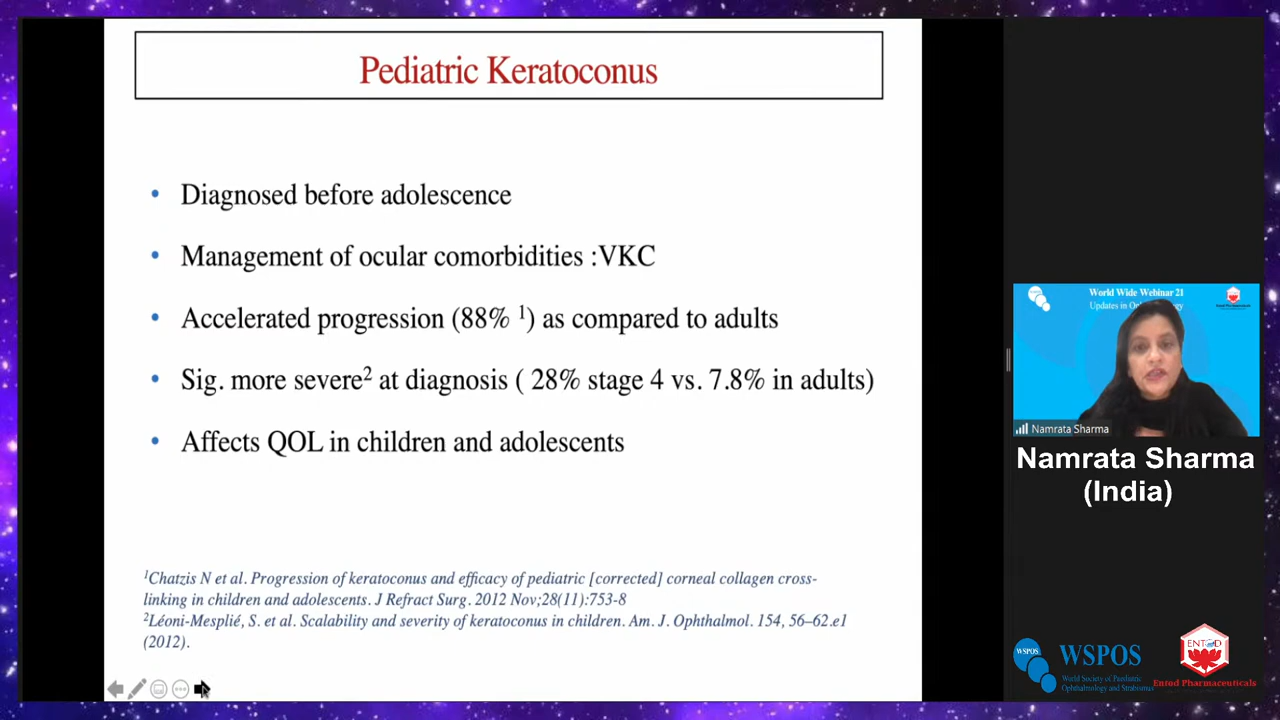 Pediatric Keratoconus
• Diagnosed before adolescence
• Management of ocular comorbidities :VKC
• Accelerated progression (88% ¹) as compared to adults
• Sig. more severe² at diagnosis ( 28% stage 4 vs. 7.8% in adults)
• Affects QOL in children and adolescents
¹Chatzis N et al. Progression of keratoconus and efficacy of pediatric [corrected] corneal collagen cross-
linking in children and adolescents. J Refract Surg. 2012 Nov;28(11):753-8
²Léoni-Mesplié, S. et al. Scalability and severity of keratoconus in children. Am. J. Ophthalmol. 154, 56–62.e1
(2012).
World Wide Webinar 21
Updates in
Namrata Sharma
Namrata Sharma
(India)
WSPOS
WSPOS
World Society of Paediatric
Ophthalmology and Strabismus
ENTOD
Entod Pharmaceuticals